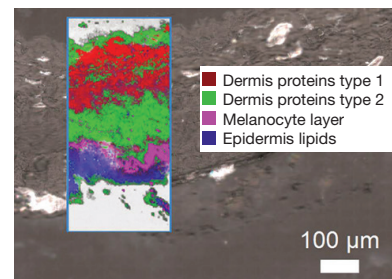 Dermis proteins type 1
Dermis proteins type 2
Melanocyte layer
Epidermis lipids
100 µm